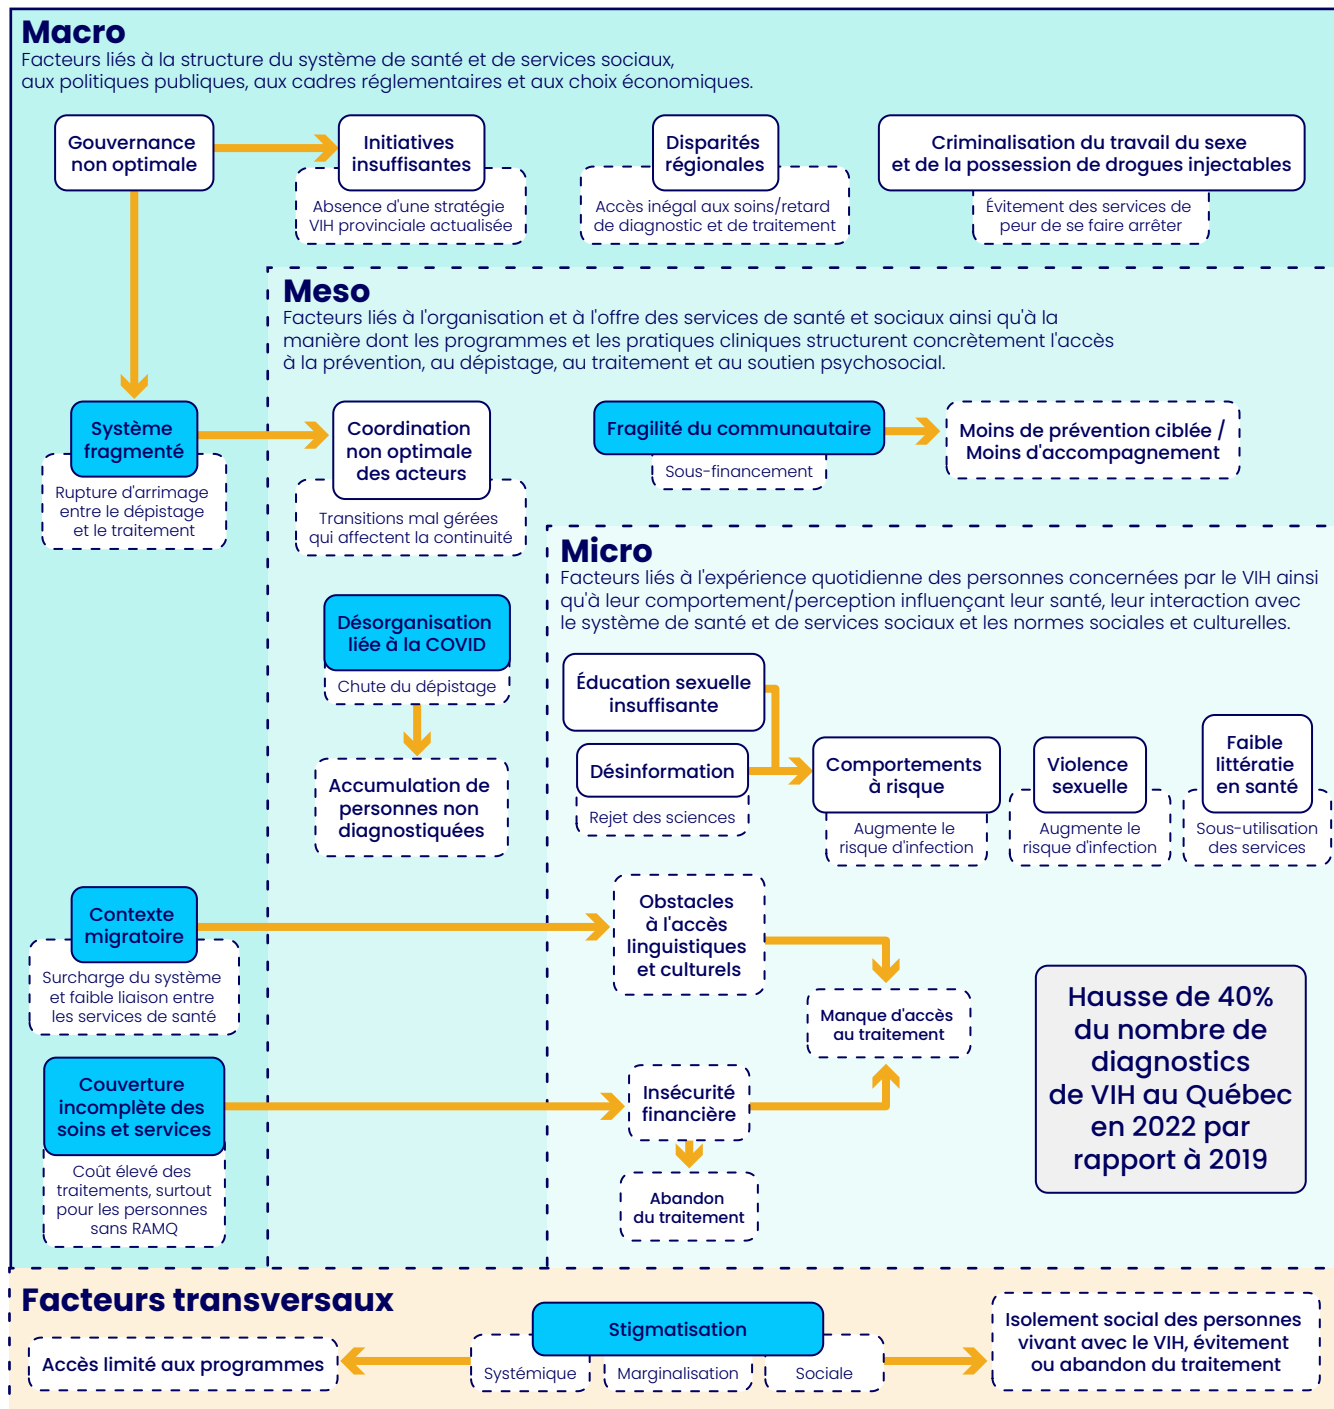 Macro
Facteurs liés à la structure du système de santé et de services sociaux,
aux politiques publiques, aux cadres réglementaires et aux choix économiques.
Gouvernance
non optimale
Initiatives
insuffisantes
Absence d'une stratégie
VIH provinciale actualisée
Disparités
régionales
Accès inégal aux soins/retard
de diagnostic et de traitement
Criminalisation du travail du sexe
et de la possession de drogues injectables
Évitement des services de
peur de se faire arrêter
Meso
Facteurs liés à l'organisation et à l'offre des services de santé et sociaux ainsi qu'à la
manière dont les programmes et les pratiques cliniques structurent concrètement l'accès
à la prévention, au dépistage, au traitement et au soutien psychosocial.
Système
fragmenté
Rupture d'arrimage
entre le dépistage
et le traitement
Coordination
non optimale
des acteurs
Transitions mal gérées
qui affectent la continuité
Fragilité du communautaire
Sous-financement
Moins de prévention ciblée /
Moins d'accompagnement
Micro
Facteurs liés à l'expérience quotidienne des personnes concernées par le VIH ainsi
qu'à leur comportement/perception influençant leur santé, leur interaction avec
le système de santé et de services sociaux et les normes sociales et culturelles.
Désorganisation
liée à la COVID
Chute du dépistage
Accumulation de
personnes non
diagnostiquées
Éducation sexuelle
insuffisante
Désinformation
Rejet des sciences
Comportements
à risque
Augmente le
risque d'infection
Violence
sexuelle
Augmente le
risque d'infection
Faible
littératie
en santé
Sous-utilisation
des services
Contexte
migratoire
Surcharge du système
et faible liaison entre
les services de santé
Obstacles
à l'accès
linguistiques
et culturels
Manque d'accès
au traitement
Couverture
incomplète des
soins et services
Coût élevé des
traitements, surtout
pour les personnes
sans RAMQ
Insécurité
financière
Abandon
du traitement
Hausse de 40%
du nombre de
diagnostics
de VIH au Québec
en 2022 par
rapport à 2019
Facteurs transversaux
Accès limité aux programmes
Stigmatisation
Systémique
Marginalisation
Sociale
Isolement social des personnes
vivant avec le VIH, évitement
ou abandon du traitement